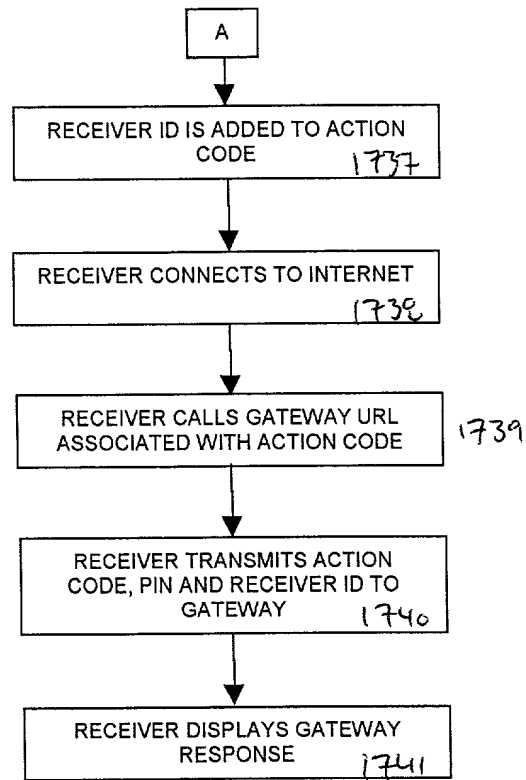 A
RECEIVER ID IS ADDED TO ACTION
CODE 1737
RECEIVER CONNECTS TO INTERNET
1738
RECEIVER CALLS GATEWAY URL
ASSOCIATED WITH ACTION CODE 1739
RECEIVER TRANSMITS ACTION
CODE, PIN AND RECEIVER ID TO
GATEWAY 1740
RECEIVER DISPLAYS GATEWAY
RESPONSE 1741